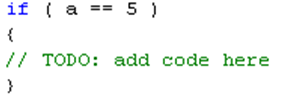 if ( a == 5 )
{
// TODO: add code here
}